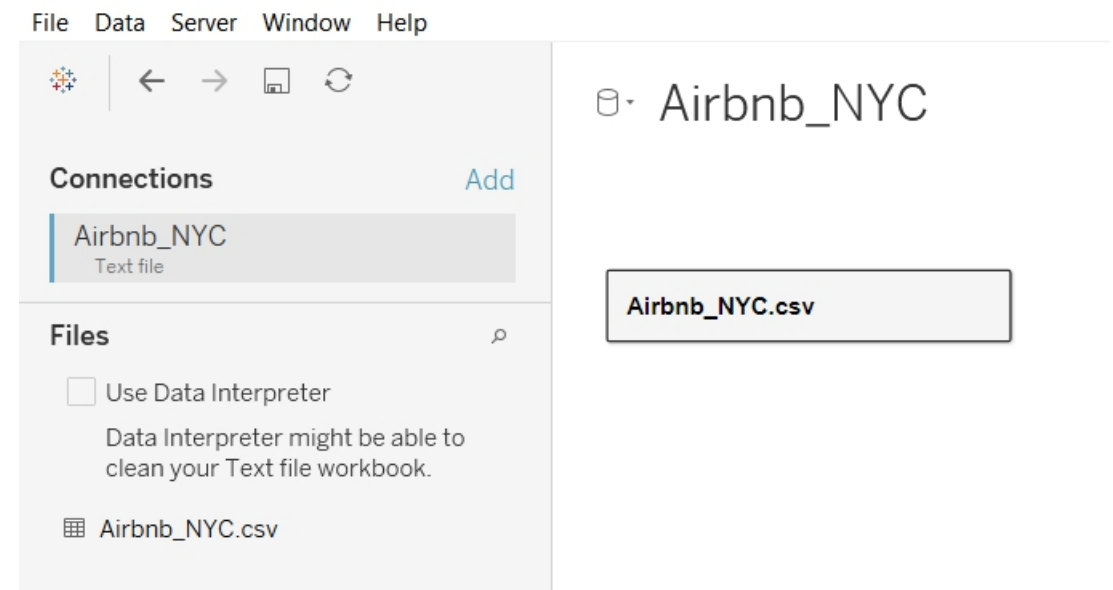 File Data Server Window Help
Airbnb_NYC
Connections Add
Airbnb_NYC
Text file
Airbnb_NYC.csv
Files
Use Data Interpreter
Data Interpreter might be able to
clean your Text file workbook.
Airbnb_NYC.csv